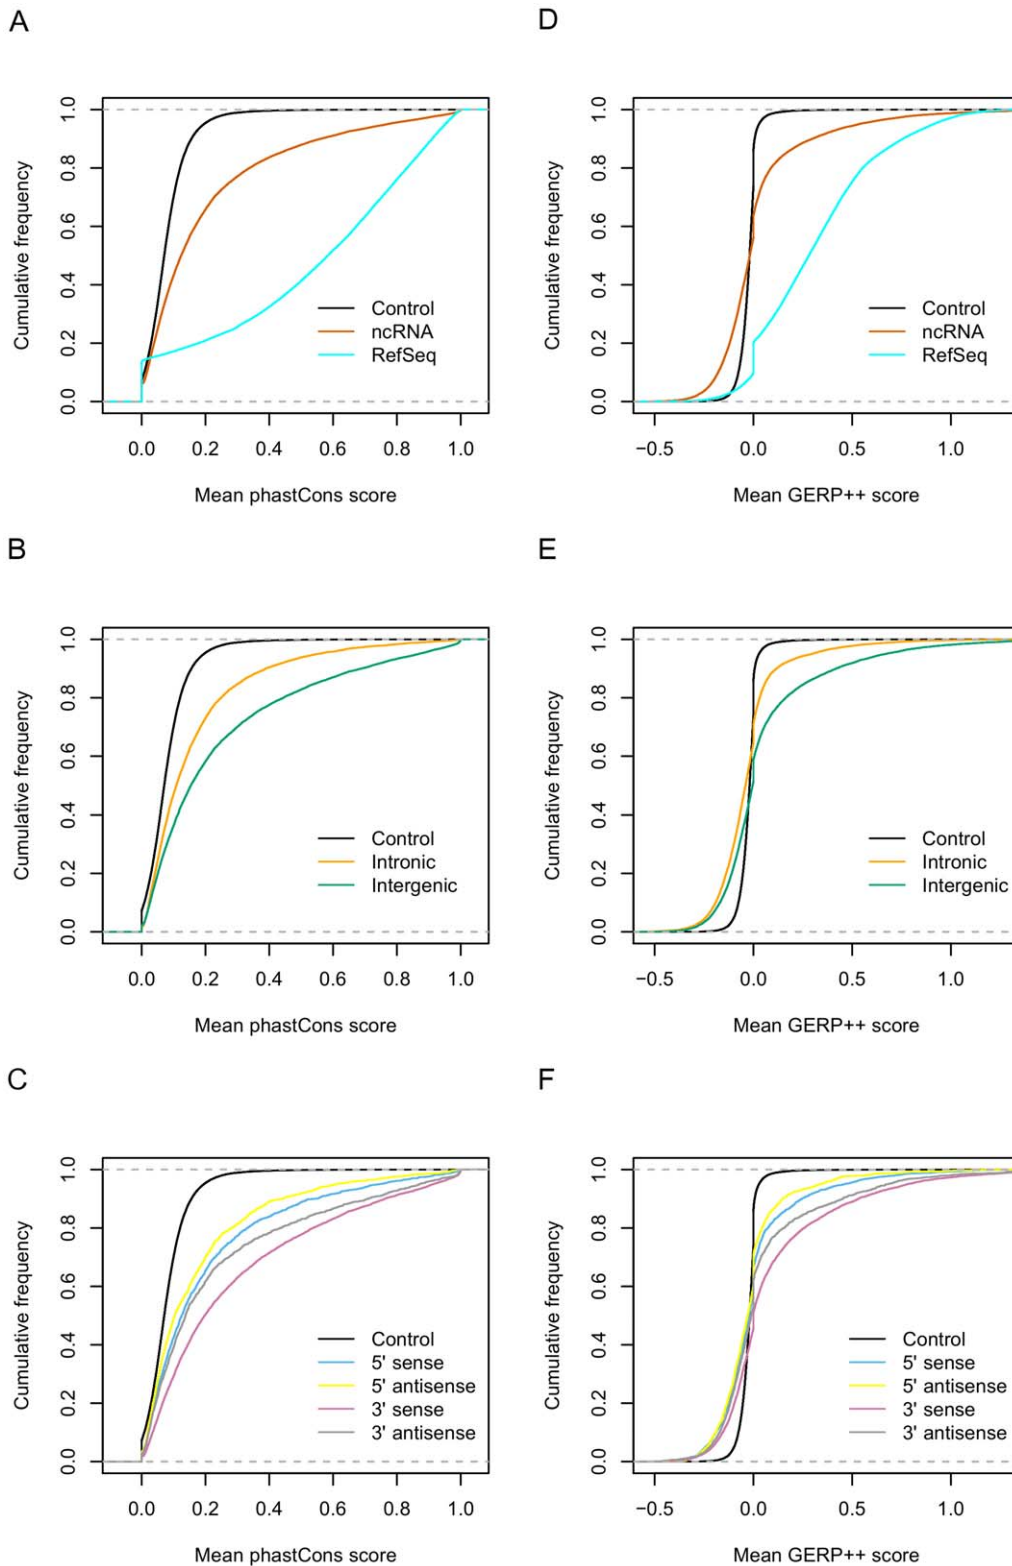 A
Cumulative frequency
1.0
0.8
0.6
0.4
0.2
0.0
Control
ncRNA
RefSeq
0.0 0.2 0.4 0.6 0.8 1.0
Mean phastCons score
D
Cumulative frequency
1.0
0.8
0.6
0.4
0.2
0.0
Control
ncRNA
RefSeq
−0.5 0.0 0.5 1.0
Mean GERP++ score
B
Cumulative frequency
1.0
0.8
0.6
0.4
0.2
0.0
Control
Intronic
Intergenic
0.0 0.2 0.4 0.6 0.8 1.0
Mean phastCons score
E
Cumulative frequency
1.0
0.8
0.6
0.4
0.2
0.0
Control
Intronic
Intergenic
−0.5 0.0 0.5 1.0
Mean GERP++ score
C
Cumulative frequency
1.0
0.8
0.6
0.4
0.2
0.0
Control
5' sense
5' antisense
3' sense
3' antisense
0.0 0.2 0.4 0.6 0.8 1.0
Mean phastCons score
F
Cumulative frequency
1.0
0.8
0.6
0.4
0.2
0.0
Control
5' sense
5' antisense
3' sense
3' antisense
−0.5 0.0 0.5 1.0
Mean GERP++ score